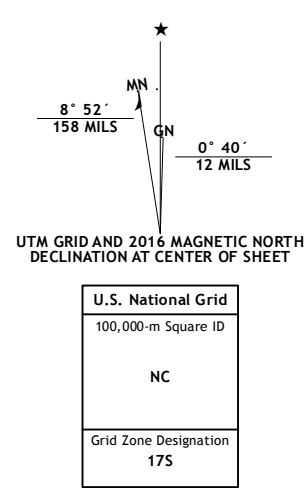 ★
MN
8° 52´
158 MILS
GN
0° 40´
12 MILS
UTM GRID AND 2016 MAGNETIC NORTH
DECLINATION AT CENTER OF SHEET
U.S. National Grid
100,000-m Square ID
NC
Grid Zone Designation
17S